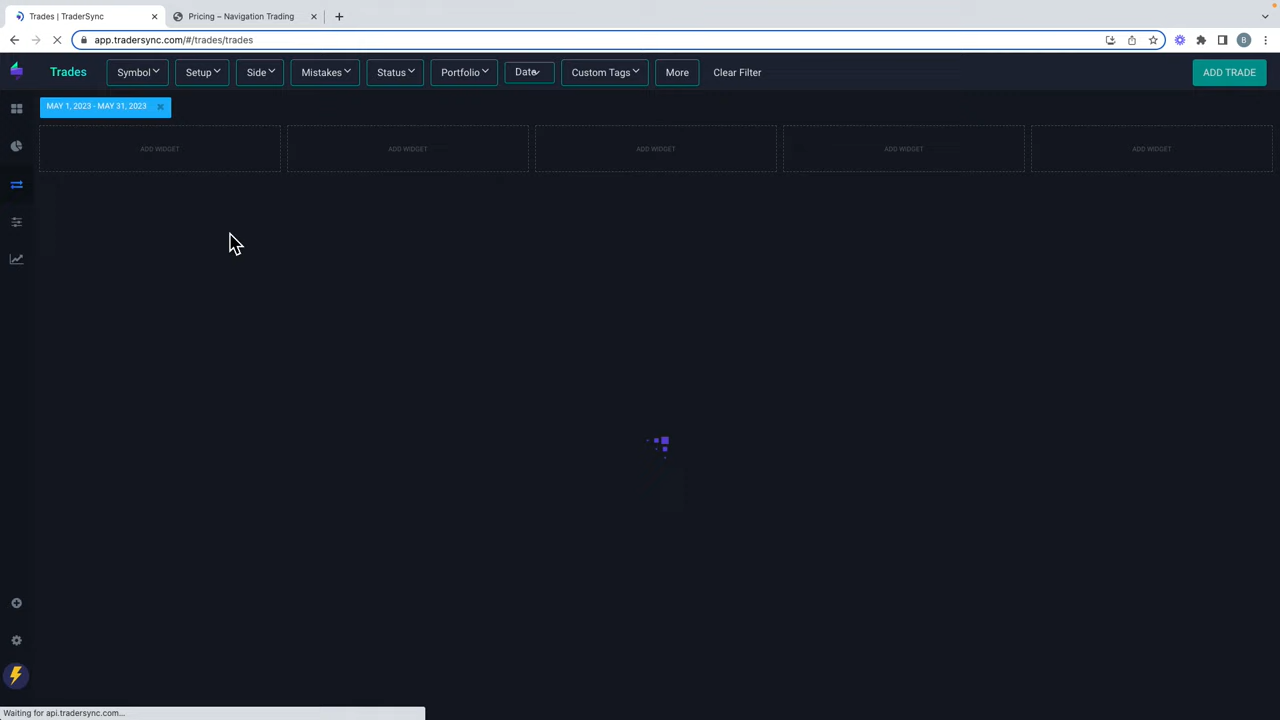 Trades | TraderSync
Pricing – Navigation Trading
app.tradersync.com/#/trades/trades
B
Trades
Symbol
Setup
Side
Mistakes
Status
Portfolio
Date
Custom Tags
More
Clear Filter
ADD TRADE
MAY 1, 2023 - MAY 31, 2023
ADD WIDGET
ADD WIDGET
ADD WIDGET
ADD WIDGET
ADD WIDGET
Waiting for api.tradersync.com...